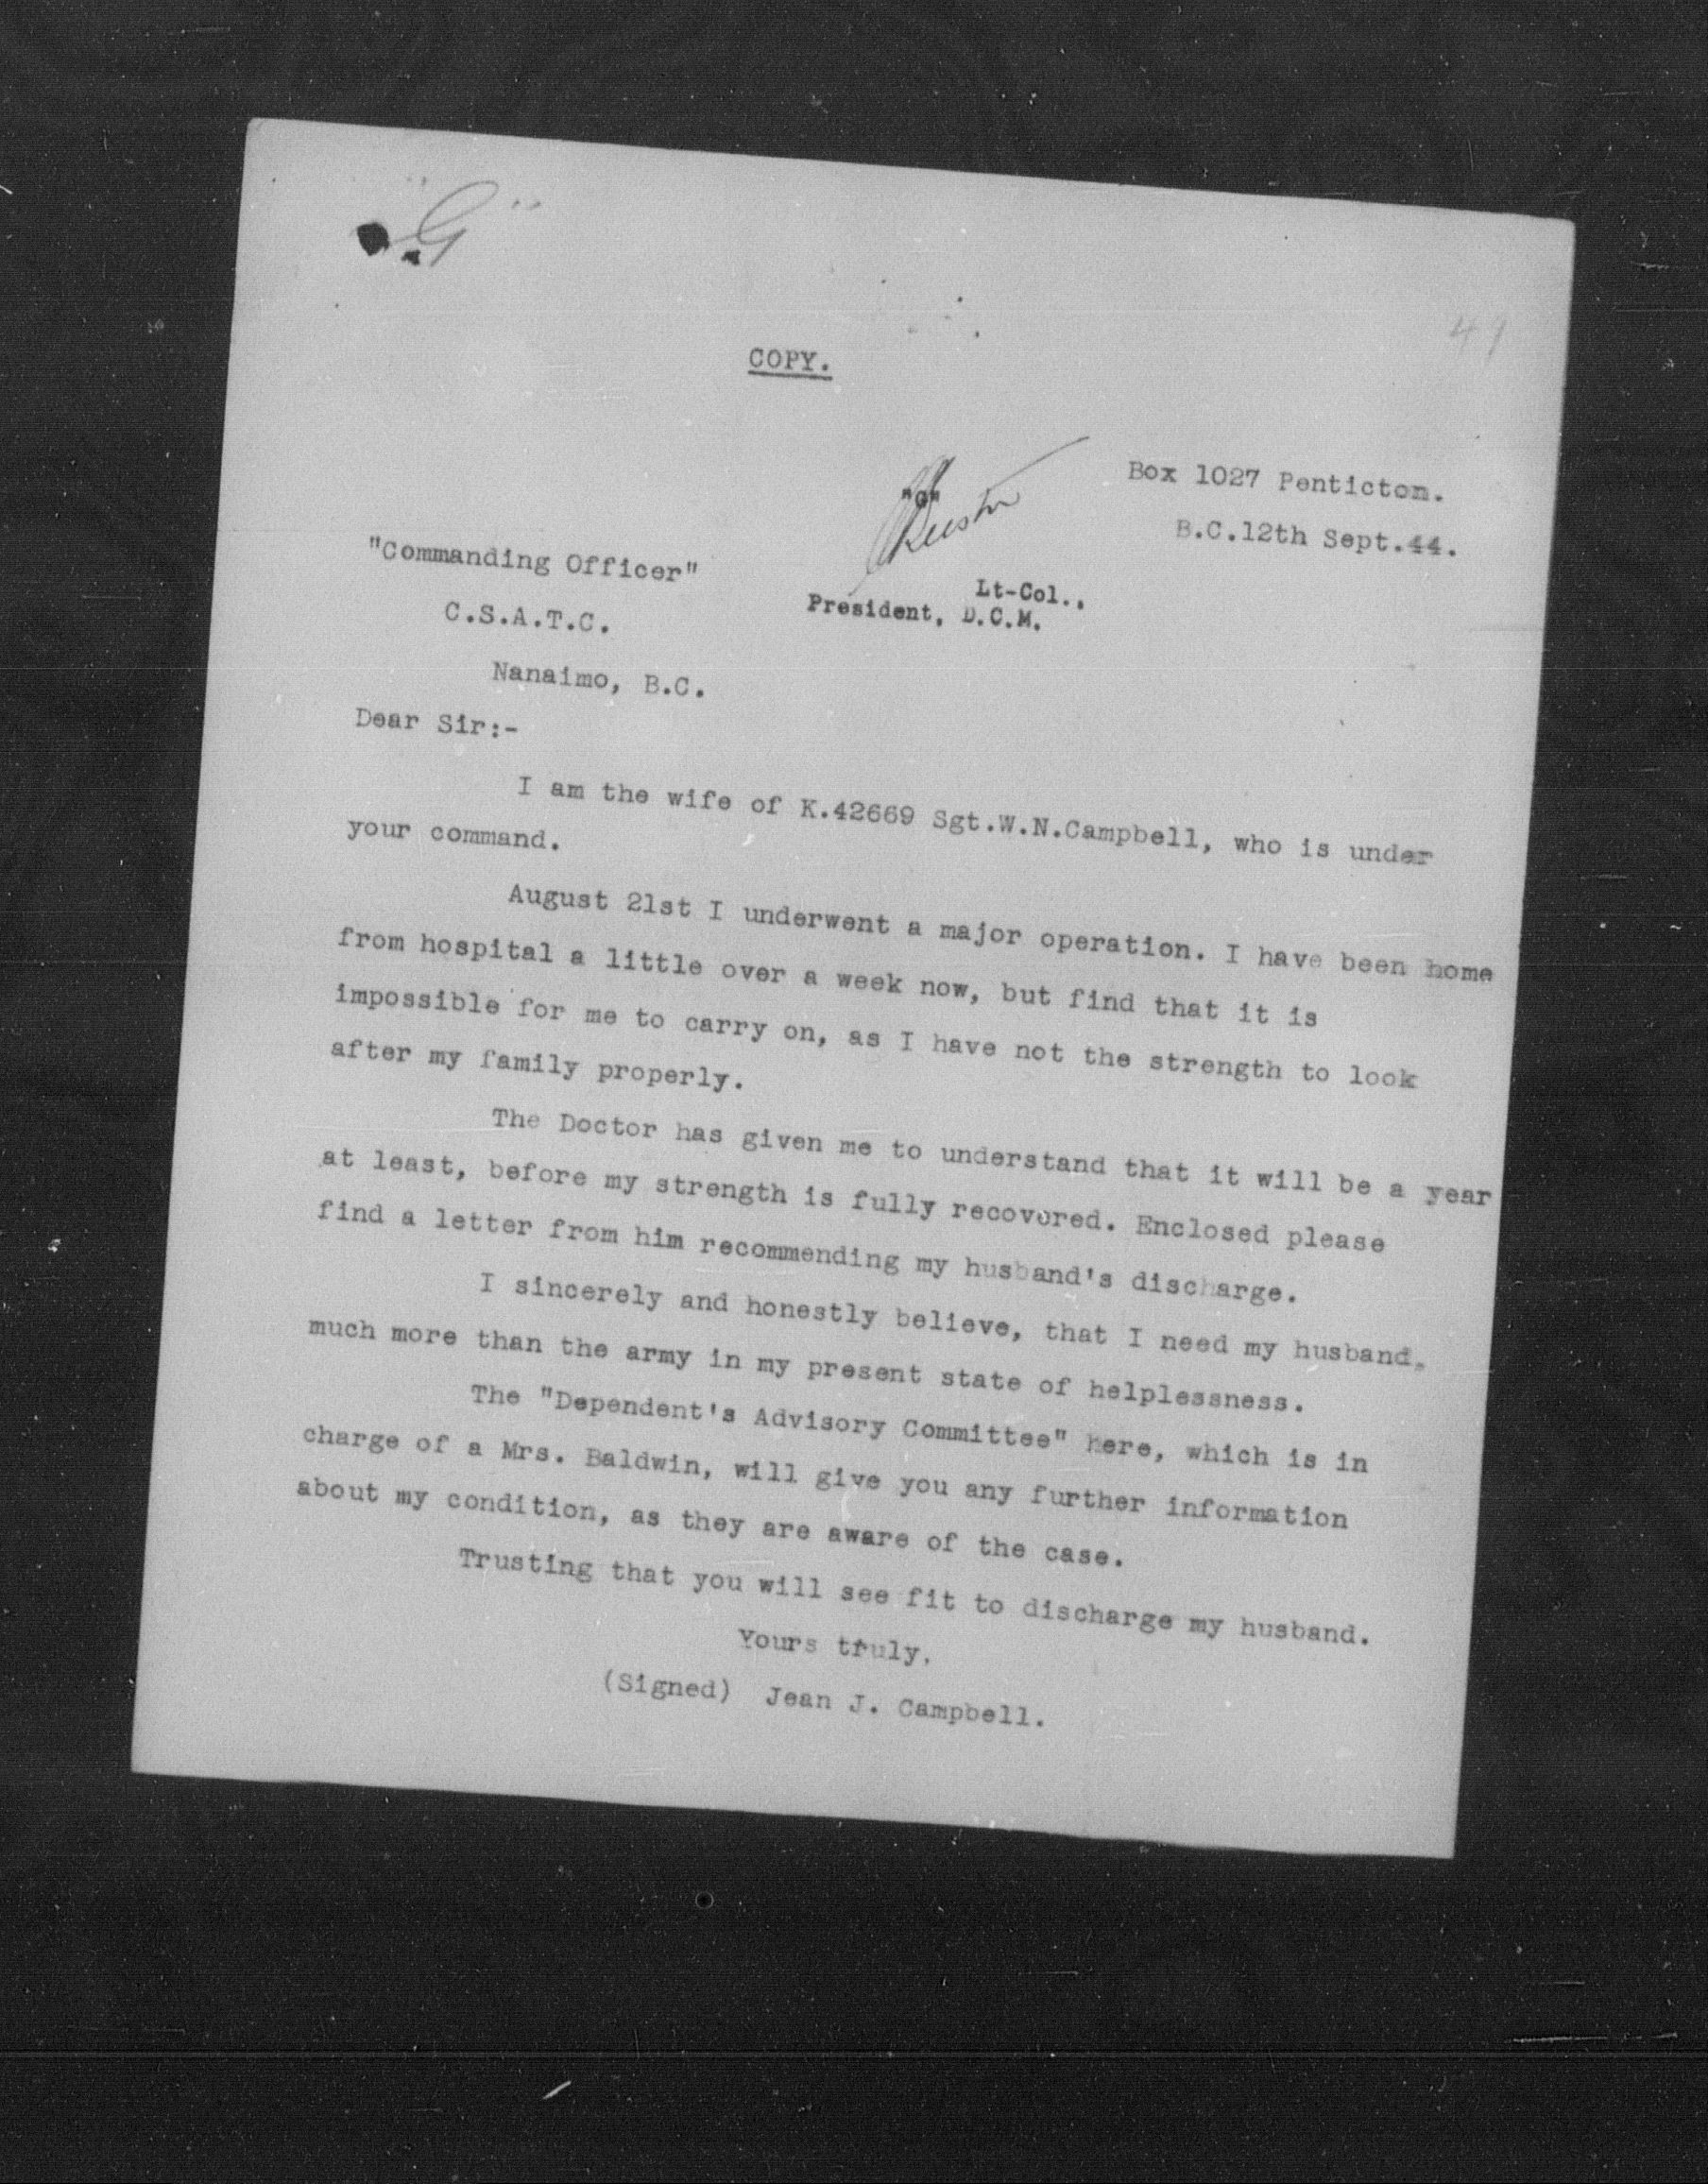 "G"
47
COPY.
Box 1027 Penticton.
B.C.12th Sept.44.
"G"
"Commanding Officer"
Lt-Col.,
C.S.A.T.C.
President, D.C.M.
Nanaimo, B.C.
Dear Sir:-
I am the wife of K.42669 Sgt.W.N.Campbell, who is under
your command.
August 21st I underwent a major operation. I have been home
from hospital a little over a week now, but find that it is
impossible for me to carry on, as I have not the strength to look
after my family properly.
The Doctor has given me to understand that it will be a year
at least, before my strength is fully recovered. Enclosed please
find a letter from him recommending my husband's discharge.
I sincerely and honestly believe, that I need my husband,
much more than the army in my present state of helplessness.
The "Dependent's Advisory Committee" here, which is in
charge of a Mrs. Baldwin, will give you any further information
about my condition, as they are aware of the case.
Trusting that you will see fit to discharge my husband.
Yours truly,
(Signed) Jean J. Campbell.